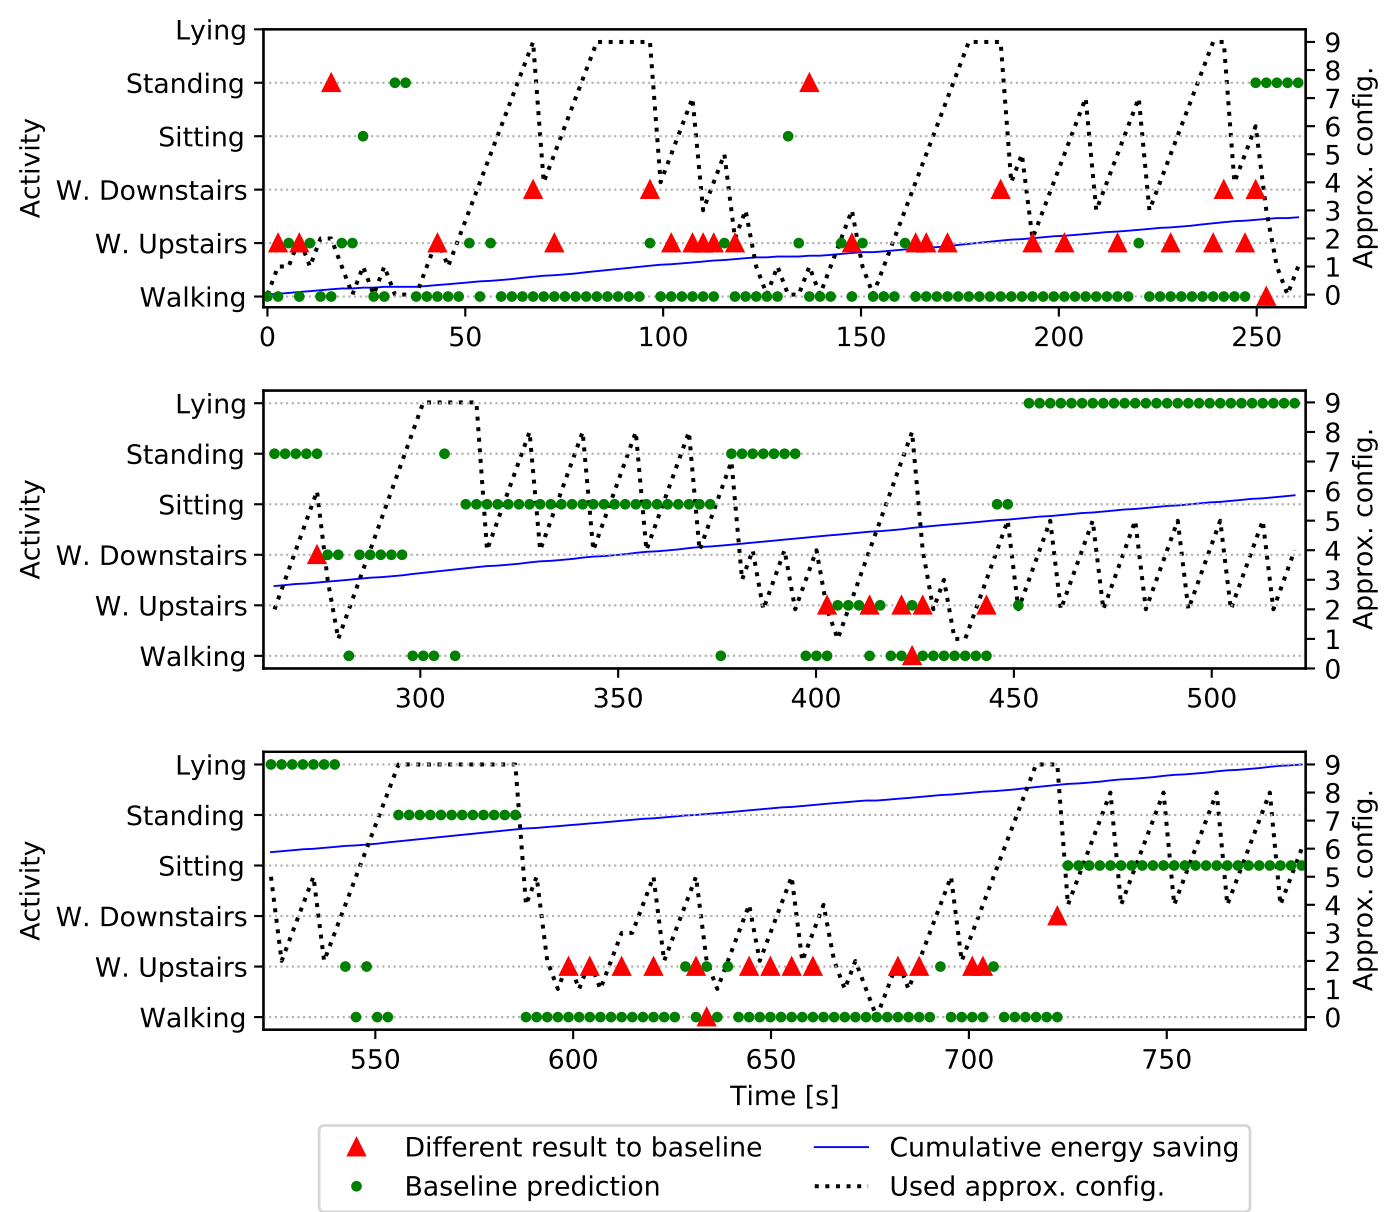 Lying
Standing
Sitting
W. Downstairs
W. Upstairs
Walking
Activity
9
8
7
6
5
4
3
2
1
0
Approx. config.
0 50 100 150 200 250
Lying
Standing
Sitting
W. Downstairs
W. Upstairs
Walking
Activity
9
8
7
6
5
4
3
2
1
0
Approx. config.
300 350 400 450 500
Lying
Standing
Sitting
W. Downstairs
W. Upstairs
Walking
Activity
9
8
7
6
5
4
3
2
1
0
Approx. config.
550 600 650 700 750
Time [s]
Different result to baseline
Baseline prediction
Cumulative energy saving
Used approx. config.